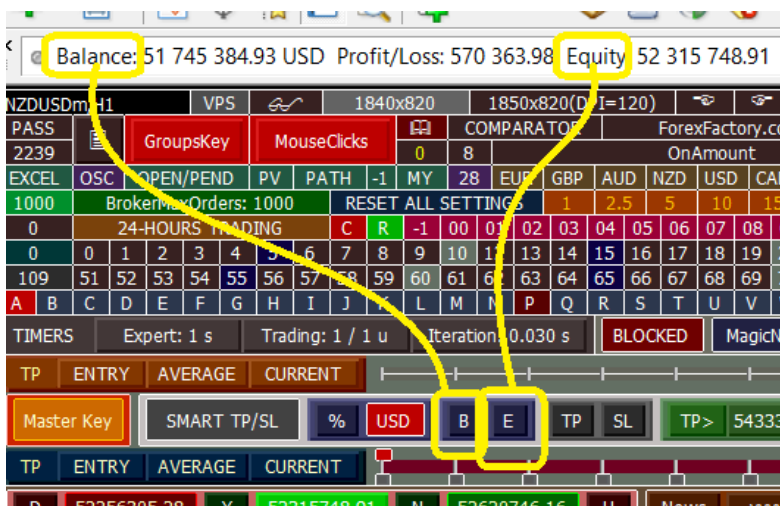 Balance: 51 745 384.93 USD Profit/Loss: 570 363.98 Equity 52 315 748.91
NZDUSDm, H1 VPS 1840x820 1850x820(DPI=120)
PASS GroupsKey MouseClicks COMPARATOR ForexFactory.c
2239 0 8 OnAmount
EXCEL OSC OPEN/PEND PV PATH -1 MY 28 EUR GBP AUD NZD USD CA
1000 BrokerMaxOrders: 1000 RESET ALL SETTINGS 1 2.5 5 10 15
0 24-HOURS TRADING C R -1 00 01 02 03 04 05 06 07 08
0 0 1 2 3 4 5 6 7 8 9 10 11 12 13 14 15 16 17 18 19
109 51 52 53 54 55 56 57 58 59 60 61 62 63 64 65 66 67 68 69
A B C D E F G H I J K L M N P Q R S T U V
TIMERS Expert: 1 s Trading: 1 / 1 u Iteration: 0.030 s BLOCKED MagicN
TP ENTRY AVERAGE CURRENT
Master Key SMART TP/SL % USD B E TP SL TP> 54333
TP ENTRY AVERAGE CURRENT